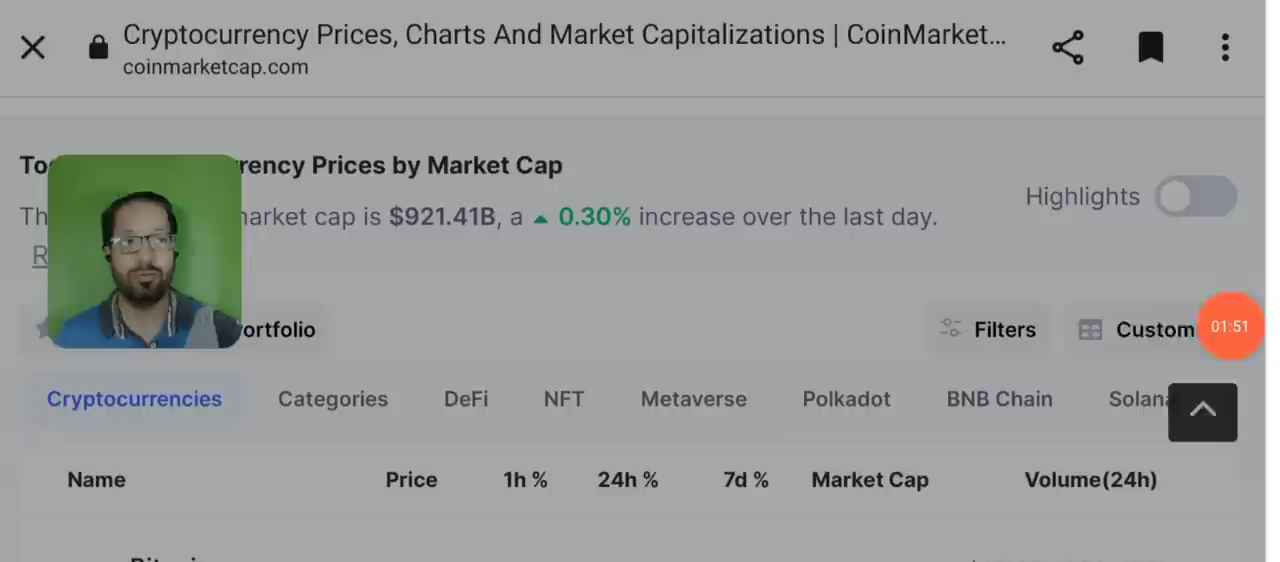 Cryptocurrency Prices, Charts And Market Capitalizations | CoinMarket...
coinmarketcap.com
To rency Prices by Market Cap
Th arket cap is $921.41B, a ▲ 0.30% increase over the last day.
Highlights
R
ortfolio
Filters
Custom
01:51
Cryptocurrencies Categories DeFi NFT Metaverse Polkadot BNB Chain Solana
Name Price 1h % 24h % 7d % Market Cap Volume(24h)